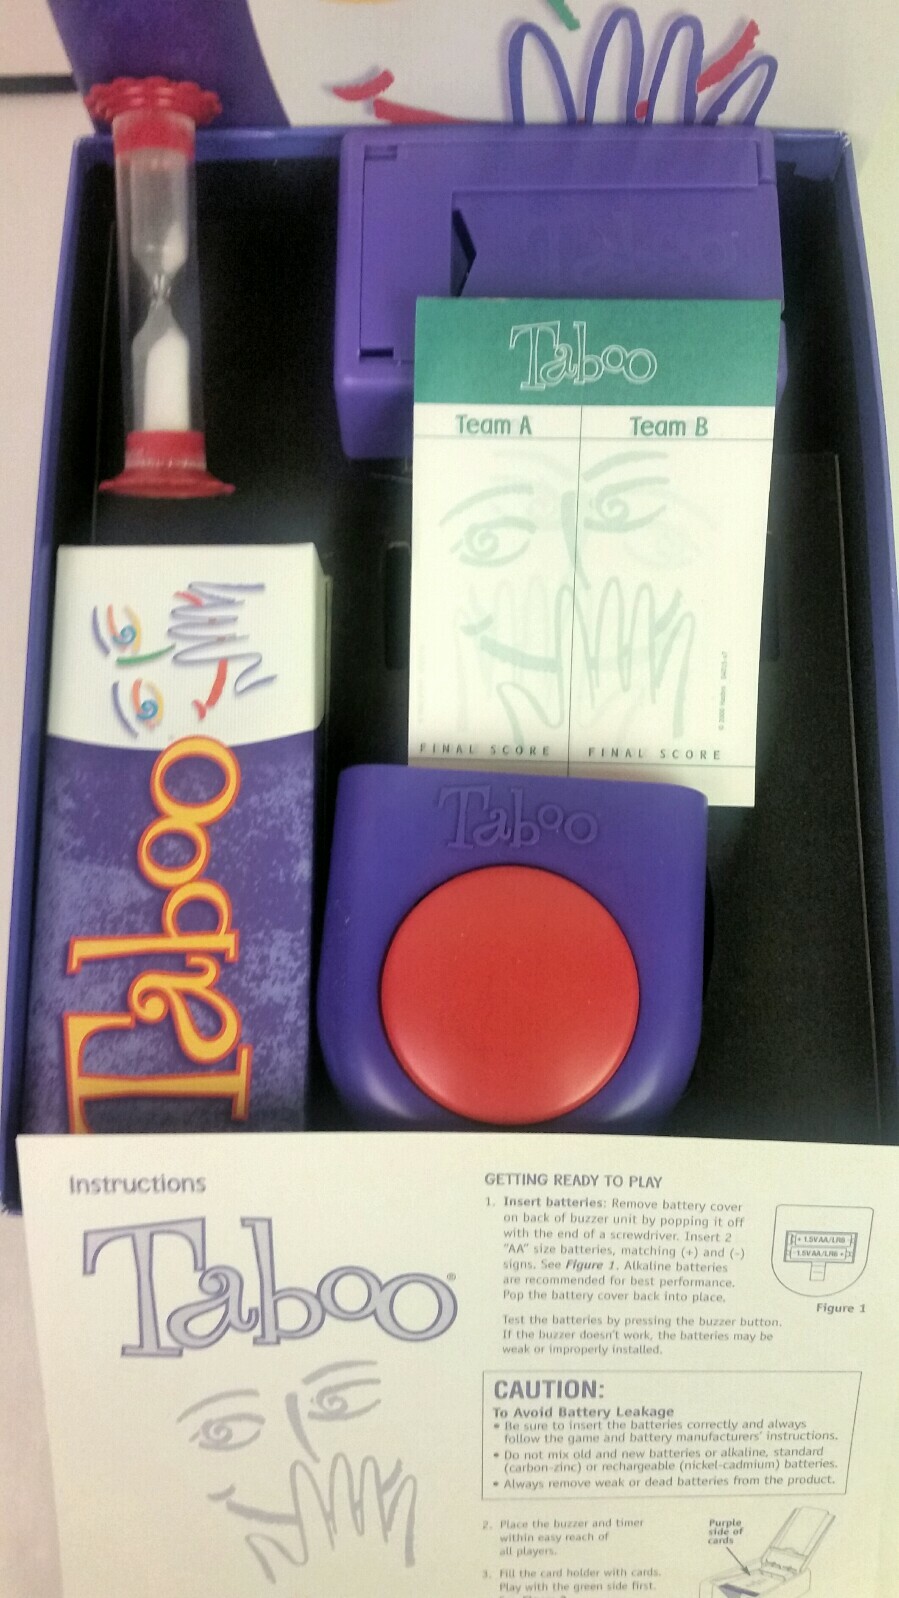 Taboo
Team A
Team B
FINAL SCORE
FINAL SCORE
Taboo
Taboo
Instructions
Taboo®
GETTING READY TO PLAY
1. Insert batteries: Remove battery cover
on back of buzzer unit by popping it off
with the end of a screwdriver. Insert 2
"AA" size batteries, matching (+) and (-)
signs. See Figure 1. Alkaline batteries
are recommended for best performance.
Pop the battery cover back into place.
+ 1.5V AA/LR6 -
- 1.5V AA/LR6 +
Figure 1
Test the batteries by pressing the buzzer button.
If the buzzer doesn't work, the batteries may be
weak or improperly installed.
CAUTION:
To Avoid Battery Leakage
• Be sure to insert the batteries correctly and always
follow the game and battery manufacturers' instructions.
• Do not mix old and new batteries or alkaline, standard
(carbon-zinc) or rechargeable (nickel-cadmium) batteries.
• Always remove weak or dead batteries from the product.
2. Place the buzzer and timer
within easy reach of
all players.
Purple
side of
cards
3. Fill the card holder with cards.
Play with the green side first.